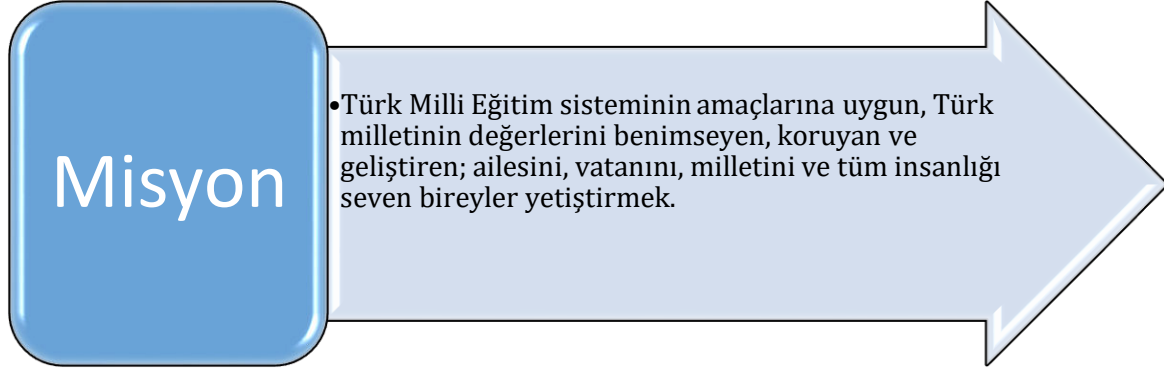 Misyon
•Türk Milli Eğitim sisteminin amaçlarına uygun, Türk
milletinin değerlerini benimseyen, koruyan ve
geliştiren; ailesini, vatanını, milletini ve tüm insanlığı
seven bireyler yetiştirmek.